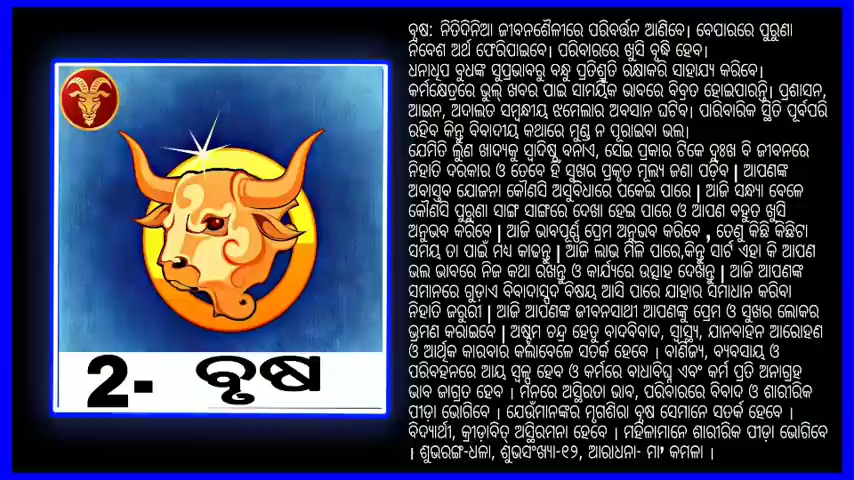 2- ବୃଷ
ବୃଷ: ନିତିଦିନିଆ ଜୀବନଶୈଳୀରେ ପରିବର୍ତ୍ତନ ଆଣିବେ। ବେପାରରେ ପୁରୁଣା
ନିବେଶ ଅର୍ଥ ଫେରିପାଇବେ। ପରିବାରରେ ଖୁସି ବୃଦ୍ଧି ହେବ।
ଧନାଧିପ ବୁଧଙ୍କ ସୁପ୍ରଭାବରୁ ବନ୍ଧୁ ପ୍ରତିଶ୍ରୁତି ରକ୍ଷାକରି ସାହାଯ୍ୟ କରିବେ।
କର୍ମକ୍ଷେତ୍ରରେ ଭୁଲ୍ ଖବର ପାଇଁ ସାମୟିକ ଭାବରେ ବିବ୍ରତ ହୋଇପାରନ୍ତି। ପ୍ରଶାସନ,
ଆଇନ, ଅଦାଲତ ସମ୍ବନ୍ଧୀୟ ଝମେଲାର ଅବସାନ ଘଟିବ। ପାରିବାରିକ ସ୍ଥିତି ପୂର୍ବପରି
ରହିବ କିନ୍ତୁ ବିବାଦୀୟ କଥାରେ ମୁଣ୍ଡ ନ ପୂରାଇବା ଭଲ।
ଯେମିତି ଲୁଣ ଖାଦ୍ୟକୁ ସ୍ୱାଦିଷ୍ଟ ବନାଏ, ସେଇ ପ୍ରକାର ଟିକେ ଦୁଃଖ ବି ଜୀବନରେ
ନିହାତି ଦରକାର ଓ ତେବେ ହିଁ ସୁଖର ପ୍ରକୃତ ମୂଲ୍ୟ ଜଣା ପଡ଼ିବ | ଆପଣଙ୍କ
ଅବାସ୍ତବ ଯୋଜନା କୌଣସି ଅସୁବିଧାରେ ପକେଇ ପାରେ | ଆଜି ସନ୍ଧ୍ୟା ବେଳେ
କୌଣସି ପୁରୁଣା ସାଙ୍ଗ ସାଙ୍ଗରେ ଦେଖା ହେଇ ପାରେ ଓ ଆପଣ ବହୁତ ଖୁସି
ଅନୁଭବ କରିବେ | ଆଜି ଭାବପୂର୍ଣ୍ଣ ପ୍ରେମ ଅନୁଭବ କରିବେ , ତେଣୁ କିଛି କିଛିଟା
ସମୟ ତା ପାଇଁ ମଧ୍ୟ କାଢନ୍ତୁ | ଆଜି ଲାଭ ମିଳି ପାରେ,କିନ୍ତୁ ସାର୍ଟ ଏହା କି ଆପଣ
ଭଲ ଭାବରେ ନିଜ କଥା ରଖନ୍ତୁ ଓ କାର୍ଯ୍ୟରେ ଉତ୍ସାହ ଦେଖନ୍ତୁ | ଆଜି ଆପଣଙ୍କ
ସମାନରେ ଗୁଡ଼ାଏ ବିବାଦାସ୍ପଦ ବିଷୟ ଆସି ପାରେ ଯାହାର ସମାଧାନ କରିବା
ନିହାତି ଜରୁରୀ | ଆଜି ଆପଣଙ୍କ ଜୀବନସାଥୀ ଆପଣଙ୍କୁ ପ୍ରେମ ଓ ସୁଖର ଲୋକର
ଭ୍ରମଣ କରାଇବେ | ଅଷ୍ଟମ ଚନ୍ଦ୍ର ହେତୁ ବାଦବିବାଦ, ସ୍ୱାସ୍ଥ୍ୟ, ଯାନବାହନ ଆରୋହଣ
ଓ ଆର୍ଥିକ କାରବାର କଲାବେଳେ ସତର୍କ ହେବେ । ବାଣିଜ୍ୟ, ବ୍ୟବସାୟ ଓ
ପରିବହନରେ ଆୟ ସ୍ୱଳ୍ପ ହେବ ଓ କର୍ମରେ ବାଧାବିଘ୍ନ ଏବଂ କର୍ମ ପ୍ରତି ଅନାଗ୍ରହ
ଭାବ ଜାଗ୍ରତ ହେବ । ମନରେ ଅସ୍ଥିରତା ଭାବ, ପରିବାରରେ ବିବାଦ ଓ ଶାରୀରିକ
ପୀଡ଼ା ଭୋଗିବେ । ଯେଉଁମାନଙ୍କର ମୃଗଶିରା ବୃଷ ସେମାନେ ସତର୍କ ହେବେ ।
ବିଦ୍ୟାର୍ଥୀ, କ୍ରୀଡ଼ାବିତ୍ ଅସ୍ଥିରମନା ହେବେ । ମହିଳାମାନେ ଶାରୀରିକ ପୀଡ଼ା ଭୋଗିବେ
। ଶୁଭରଙ୍ଗ-ଧଳା, ଶୁଭସଂଖ୍ୟା-୧୨, ଆରାଧନା- ମା' କମଳା ।